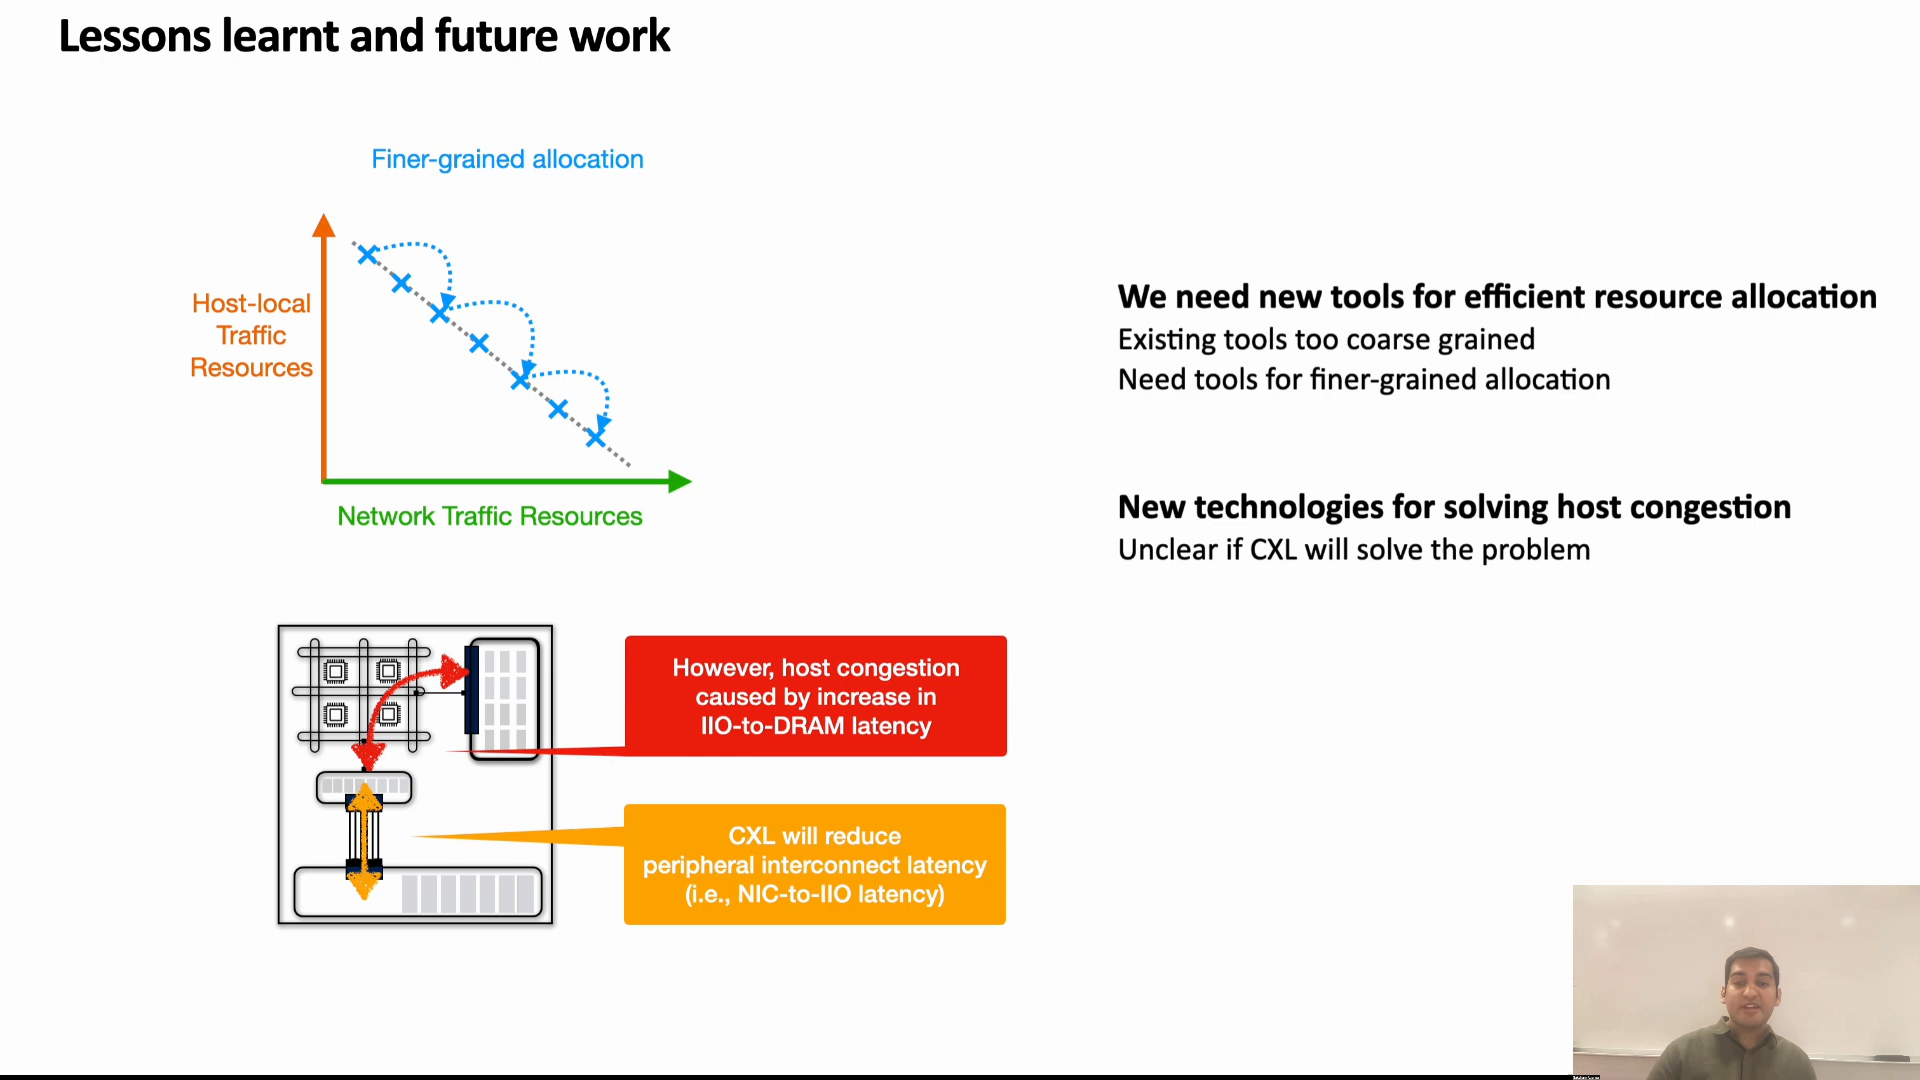 Lessons learnt and future work
Finer-grained allocation
Host-local
Traffic
Resources
Network Traffic Resources
We need new tools for efficient resource allocation
Existing tools too coarse grained
Need tools for finer-grained allocation
New technologies for solving host congestion
Unclear if CXL will solve the problem
However, host congestion
caused by increase in
IIO-to-DRAM latency
CXL will reduce
peripheral interconnect latency
(i.e., NIC-to-IIO latency)